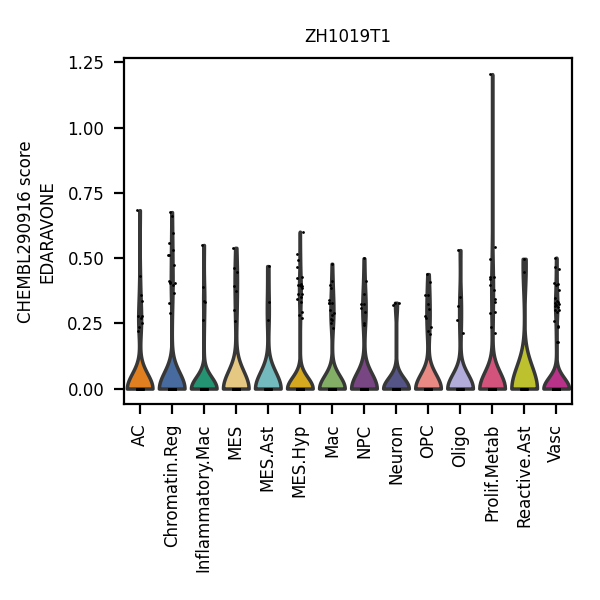 ZH1019T1
CHEMBL290916 score
EDARAVONE
1.25
1.00
0.75
0.50
0.25
0.00
AC
Chromatin.Reg
Inflammatory.Mac
MES
MES.Ast
MES.Hyp
Mac
NPC
Neuron
OPC
Oligo
Prolif.Metab
Reactive.Ast
Vasc